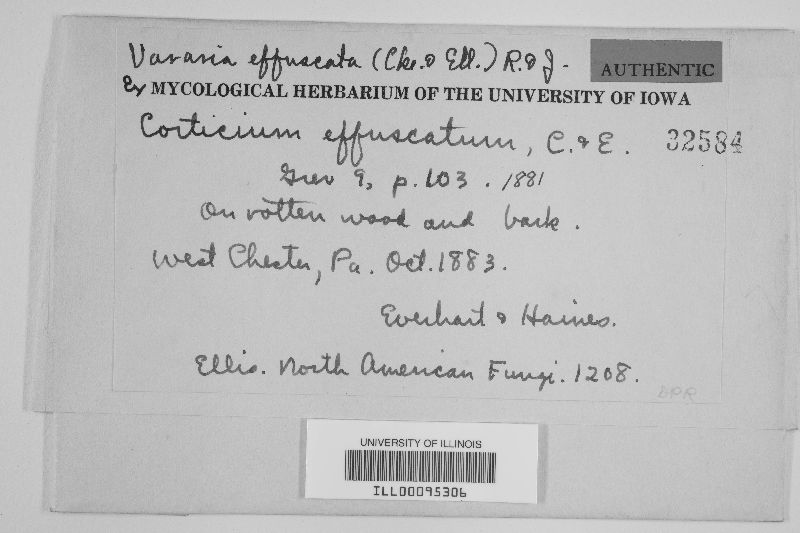 Vararia effuscata (Cke. & Ell.) R. & J.
AUTHENTIC
Ex MYCOLOGICAL HERBARIUM OF THE UNIVERSITY OF IOWA
Corticium effuscatum, C. & E. 32584
Grev 9, p. 103. 1881
On rotten wood and bark.
West Chester, Pa. Oct. 1883.
Everhart & Haines.
Ellis. North American Fungi. 1208.
DPR
UNIVERSITY OF ILLINOIS
ILL00095306